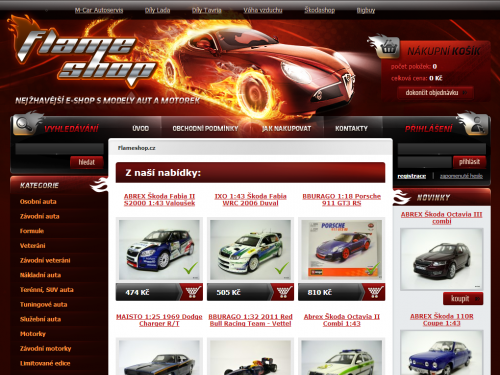 M-Car Autoservis
Díly Lada
Díly Tavria
Váha vzduchu
Škodashop
Bigbuy
Flame
shop
NEJŽHAVĚJŠÍ E-SHOP S MODELY AUT A MOTOREK
NÁKUPNÍ KOŠÍK
počet položek: 0
celková cena: 0 Kč
dokončit objednávku
VYHLEDÁVÁNÍ
ÚVOD
OBCHODNÍ PODMÍNKY
JAK NAKUPOVAT
KONTAKTY
PŘIHLÁŠENÍ
hledat
Flameshop.cz
přihlásit
registrace
zapomenuté heslo
Z naší nabídky:
KATEGORIE
Osobní auta
Závodní auta
Formule
Veteráni
Závodní veteráni
Nákladní auta
Terénní, SUV auta
Tuningové auta
Služební auta
Motorky
Závodní motorky
Limitované edice
ABREX Škoda Fabia II S2000 1:43 Valoušek
IXO 1:43 Škoda Fabia WRC 2006 Duval
BBURAGO 1:18 Porsche 911 GT3 RS
PORSCHE
474 Kč
505 Kč
810 Kč
MAISTO 1:25 1969 Dodge Charger R/T
BBURAGO 1:32 2011 Red Bull Racing Team - Vettel
Abrex Škoda Octavia II Combi 1:43
NOVINKY
ABREX Škoda Octavia III combi
koupit
ABREX Škoda 110R Coupe 1:43